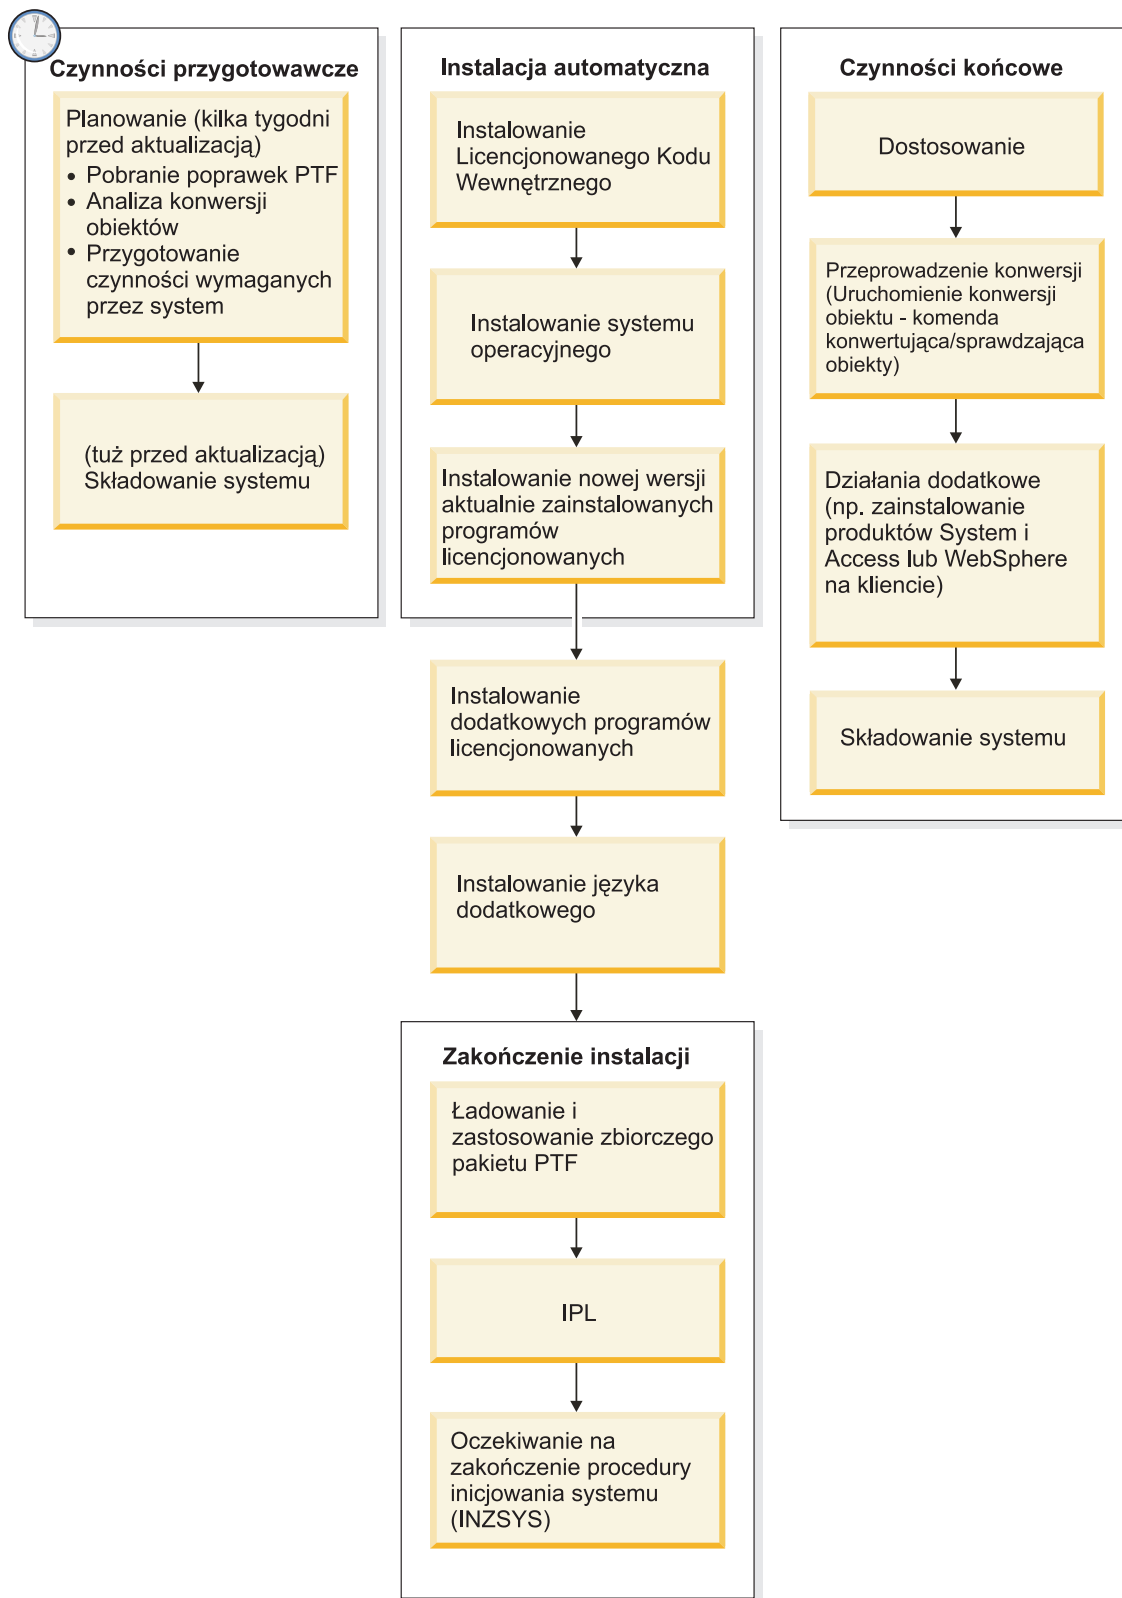 Czynności przygotowawcze
Planowanie (kilka tygodni
przed aktualizacją)
• Pobranie poprawek PTF
• Analiza konwersji
obiektów
• Przygotowanie
czynności wymaganych
przez system
(tuż przed aktualizacją)
Składowanie systemu
Instalacja automatyczna
Instalowanie
Licencjonowanego Kodu
Wewnętrznego
Instalowanie systemu
operacyjnego
Instalowanie nowej wersji
aktualnie zainstalowanych
programów
licencjonowanych
Instalowanie
dodatkowych programów
licencjonowanych
Instalowanie języka
dodatkowego
Zakończenie instalacji
Ładowanie i
zastosowanie zbiorczego
pakietu PTF
IPL
Oczekiwanie na
zakończenie procedury
inicjowania systemu
(INZSYS)
Czynności końcowe
Dostosowanie
Przeprowadzenie konwersji
(Uruchomienie konwersji
obiektu - komenda
konwertująca/sprawdzająca
obiekty)
Działania dodatkowe
(np. zainstalowanie
produktów System i
Access lub WebSphere
na kliencie)
Składowanie systemu